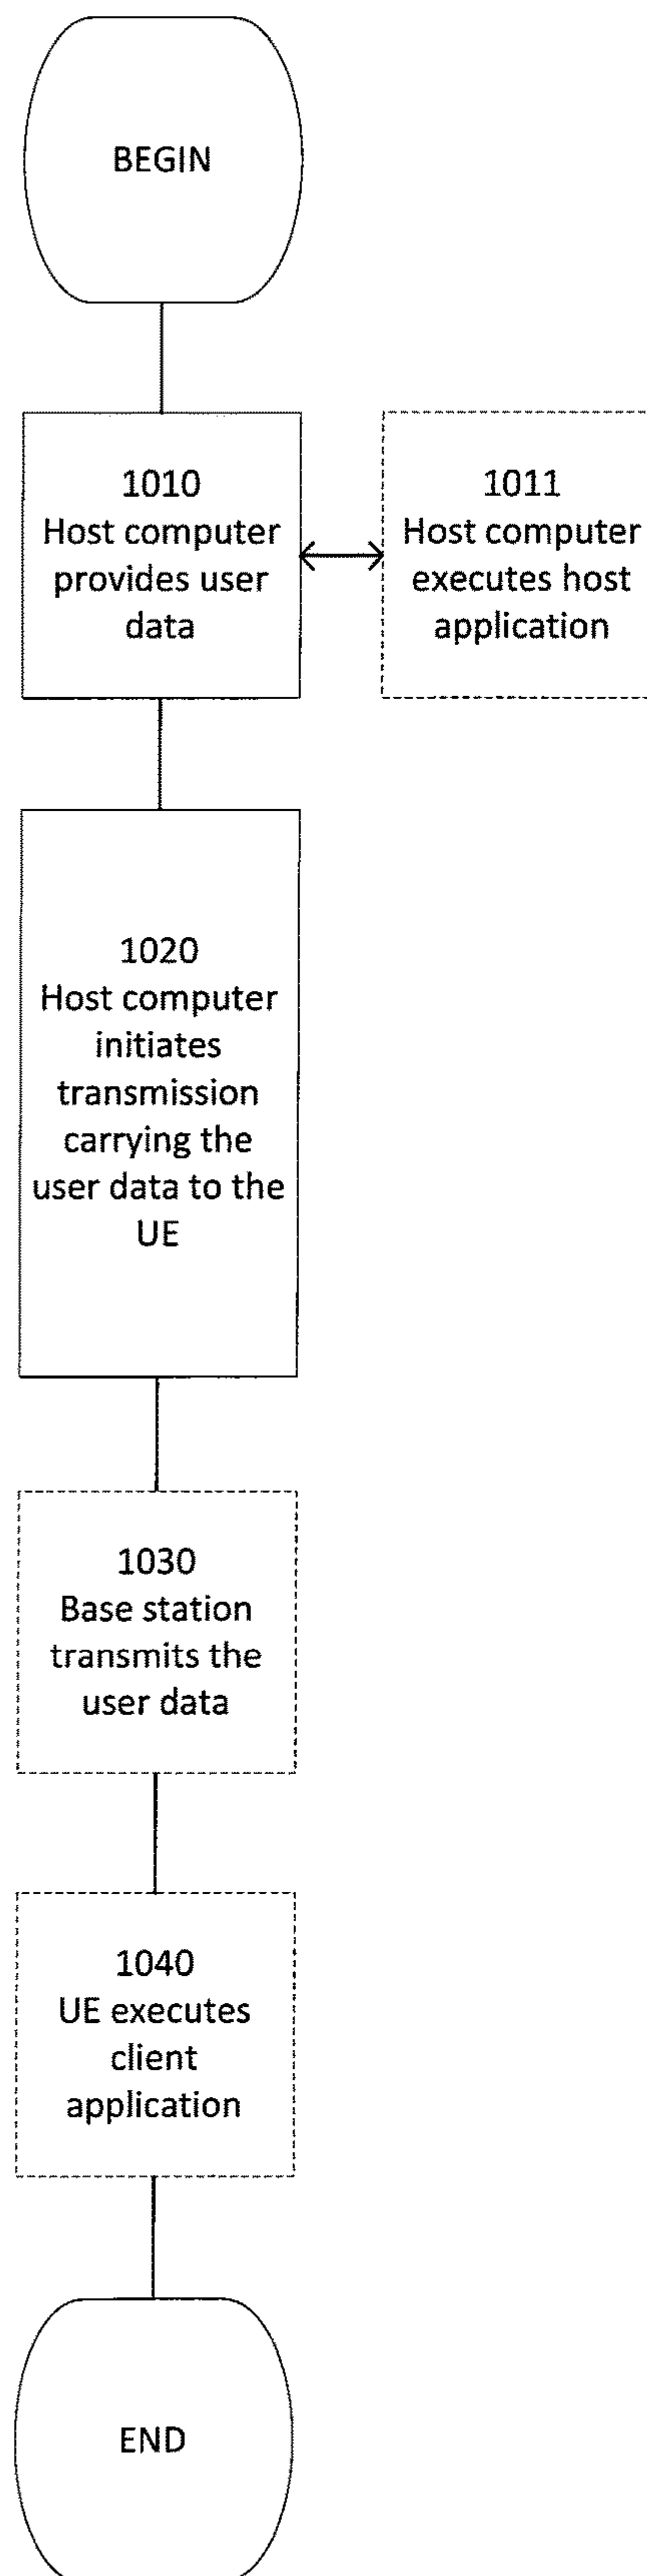 BEGIN
1010
Host computer
provides user
data
1011
Host computer
executes host
application
1020
Host computer
initiates
transmission
carrying the
user data to the
UE
1030
Base station
transmits the
user data
1040
UE executes
client
application
END